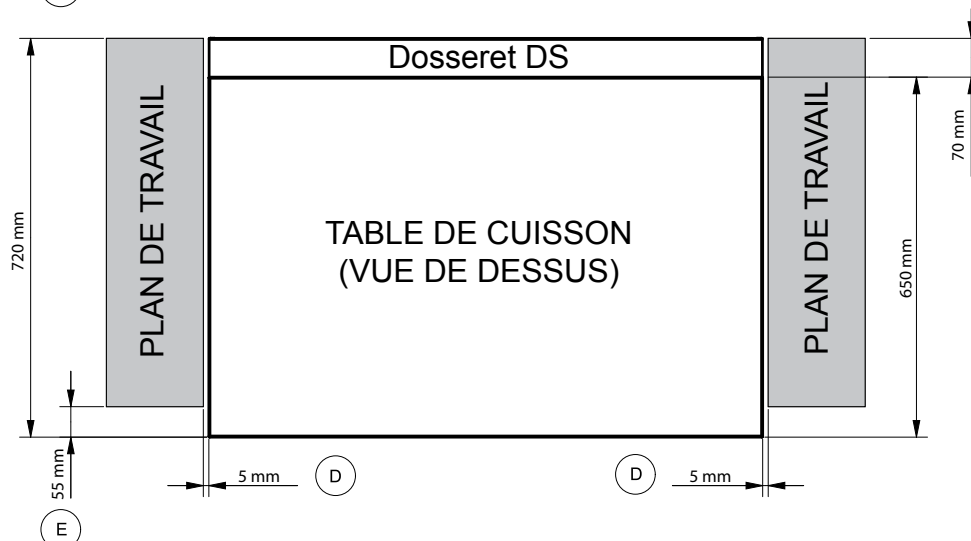 Dosseret DS
PLAN DE TRAVAIL
PLAN DE TRAVAIL
70 mm
720 mm
TABLE DE CUISSON
(VUE DE DESSUS)
650 mm
55 mm
5 mm
D
D
5 mm
E